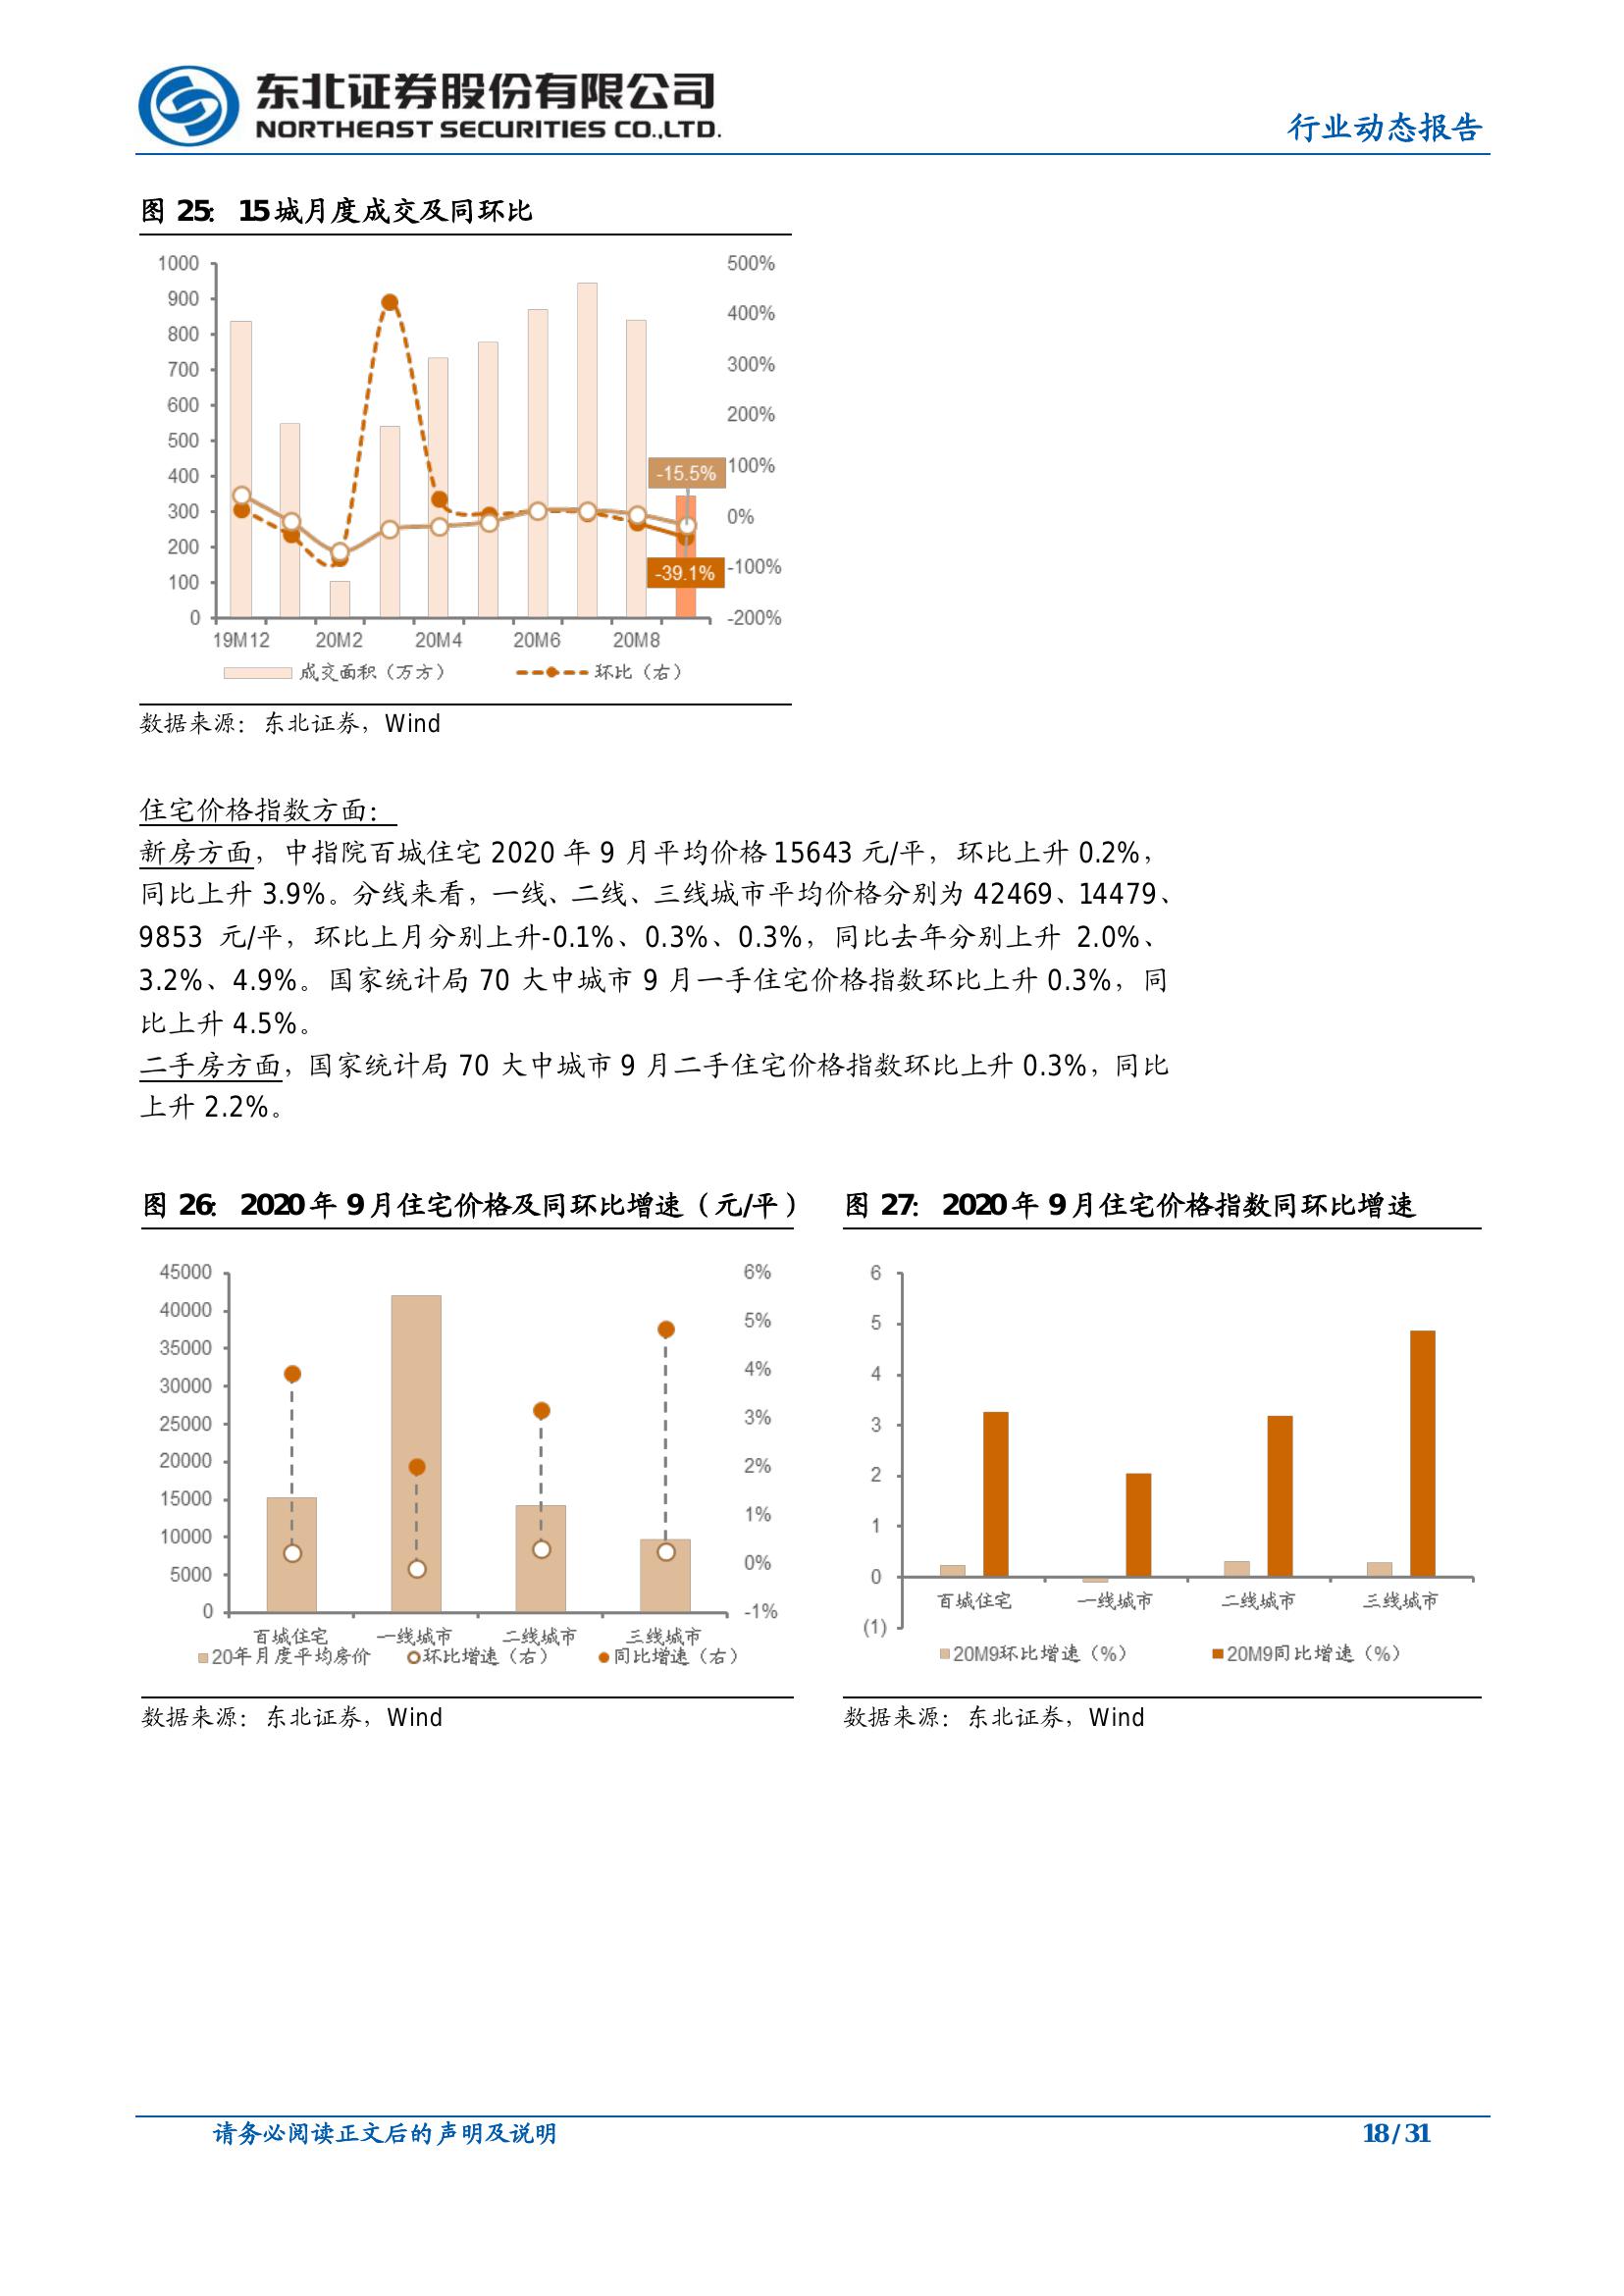 东北证券股份有限公司
NORTHEAST SECURITIES CO.,LTD.
行业动态报告
图 25： 15 城月度成交及同环比
1000
900
800
700
600
500
400
300
200
100
0
500%
400%
300%
200%
100%
0%
-100%
-200%
-15.5%
-39.1%
19M12 20M2 20M4 20M6 20M8
成交面积（万方） 环比（右）
数据来源：东北证券，Wind
住宅价格指数方面：
新房方面，中指院百城住宅 2020 年 9 月平均价格 15643 元/平，环比上升 0.2%，
同比上升 3.9%。分线来看，一线、二线、三线城市平均价格分别为 42469、14479、
9853 元/平，环比上月分别上升-0.1%、0.3%、0.3%，同比去年分别上升 2.0%、
3.2%、4.9%。国家统计局 70 大中城市 9 月一手住宅价格指数环比上升 0.3%，同
比上升 4.5%。
二手房方面，国家统计局 70 大中城市 9 月二手住宅价格指数环比上升 0.3%，同比
上升 2.2%。
图 26： 2020 年 9 月住宅价格及同环比增速（元/平）
45000
40000
35000
30000
25000
20000
15000
10000
5000
0
6%
5%
4%
3%
2%
1%
0%
-1%
百城住宅 一线城市 二线城市 三线城市
20年月度平均房价 环比增速（右） 同比增速（右）
数据来源：东北证券，Wind
图 27： 2020 年 9 月住宅价格指数同环比增速
6
5
4
3
2
1
0
(1)
百城住宅 一线城市 二线城市 三线城市
20M9环比增速（%） 20M9同比增速（%）
数据来源：东北证券，Wind
请务必阅读正文后的声明及说明
18 / 31